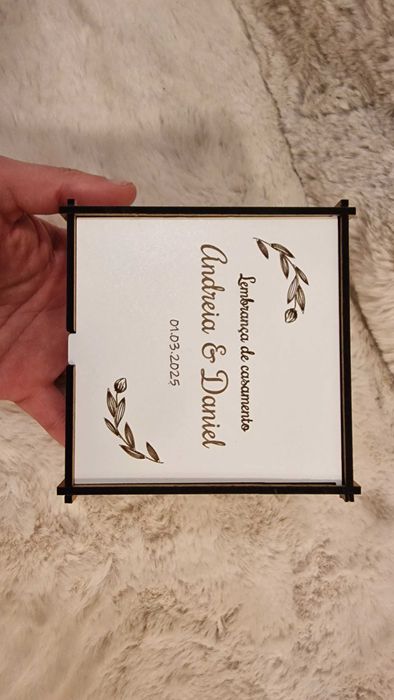 Lembrança de casamento
Andreia & Daniel
01.03.2025